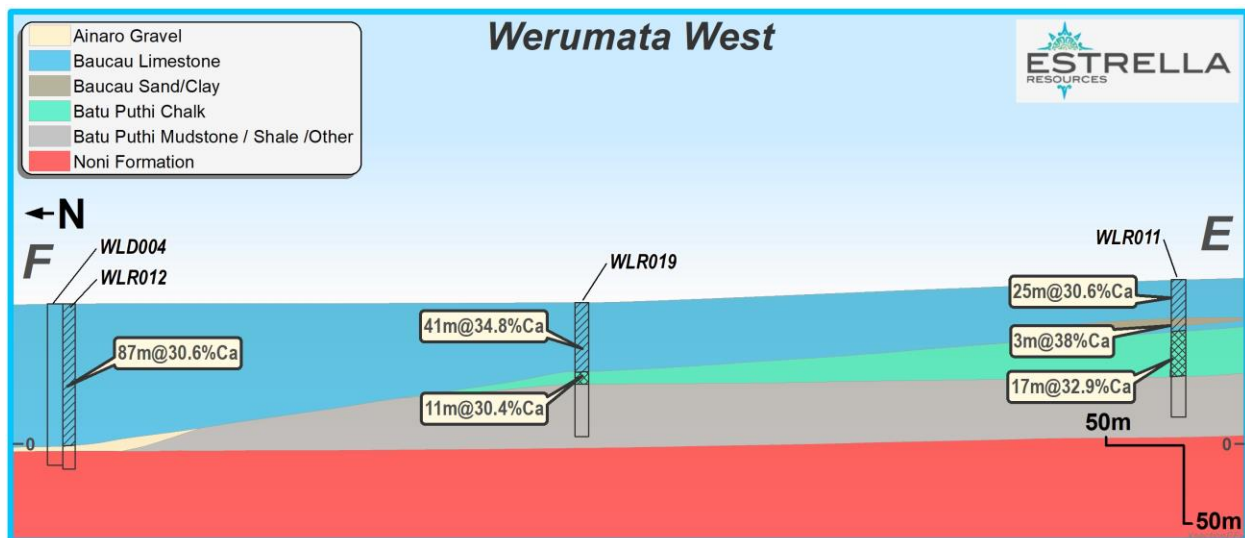 Ainaro Gravel
Baucau Limestone
Baucau Sand/Clay
Batu Puthi Chalk
Batu Puthi Mudstone / Shale /Other
Noni Formation
Werumata West
ESTRELLA
RESOURCES
N
F
WLD004
WLR012
WLR019
WLR011
E
25m@30.6%Ca
41m@34.8%Ca
3m@38%Ca
87m@30.6%Ca
17m@32.9%Ca
11m@30.4%Ca
50m
0
0
50m